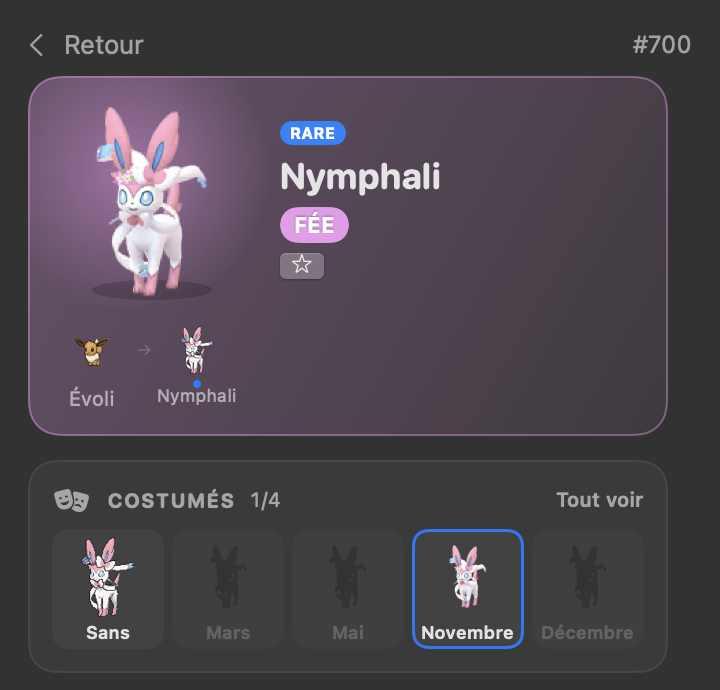 Retour
#700
RARE
Nymphali
FÉE
Évoli
Nymphali
COSTUMÉS 1/4
Tout voir
Sans
Mars
Mai
Novembre
Décembre